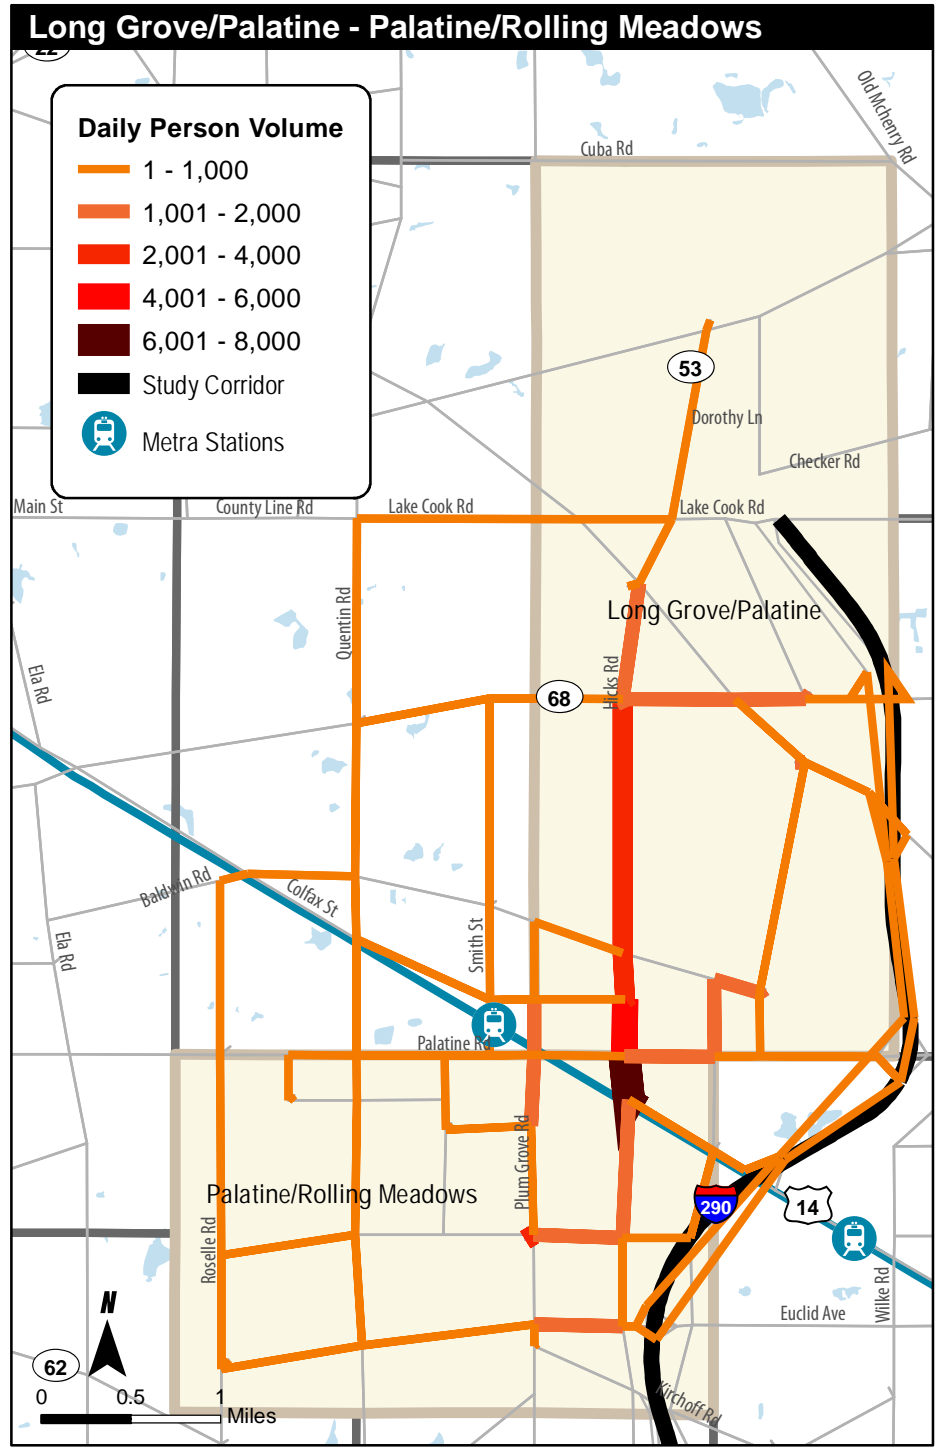 Long Grove/Palatine - Palatine/Rolling Meadows
22
Old Mchenry Rd
Cuba Rd
Daily Person Volume
1 - 1,000
1,001 - 2,000
2,001 - 4,000
4,001 - 6,000
6,001 - 8,000
Study Corridor
Metra Stations
53
Dorothy Ln
Checker Rd
Main St
County Line Rd
Lake Cook Rd
Lake Cook Rd
Quentin Rd
Long Grove/Palatine
Ela Rd
Hicks Rd
68
Baldwin Rd
Colfax St
Smith St
Ela Rd
Palatine Rd
Plum Grove Rd
Palatine/Rolling Meadows
290
14
Roselle Rd
Wilke Rd
Euclid Ave
N
62
Kirchoff Rd
0 0.5 1
Miles